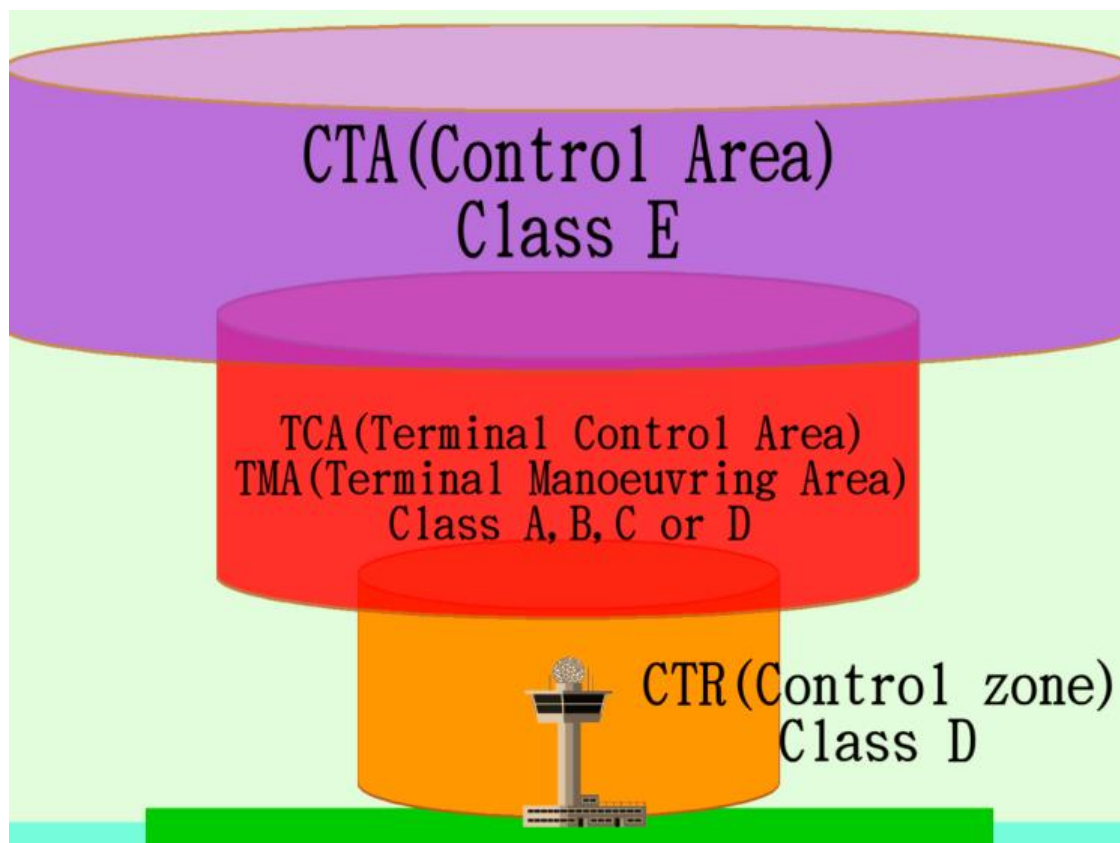 CTA(Control Area)
Class E
TCA(Terminal Control Area)
TMA(Terminal Manoeuvring Area)
Class A,B,C or D
CTR(Control zone)
Class D